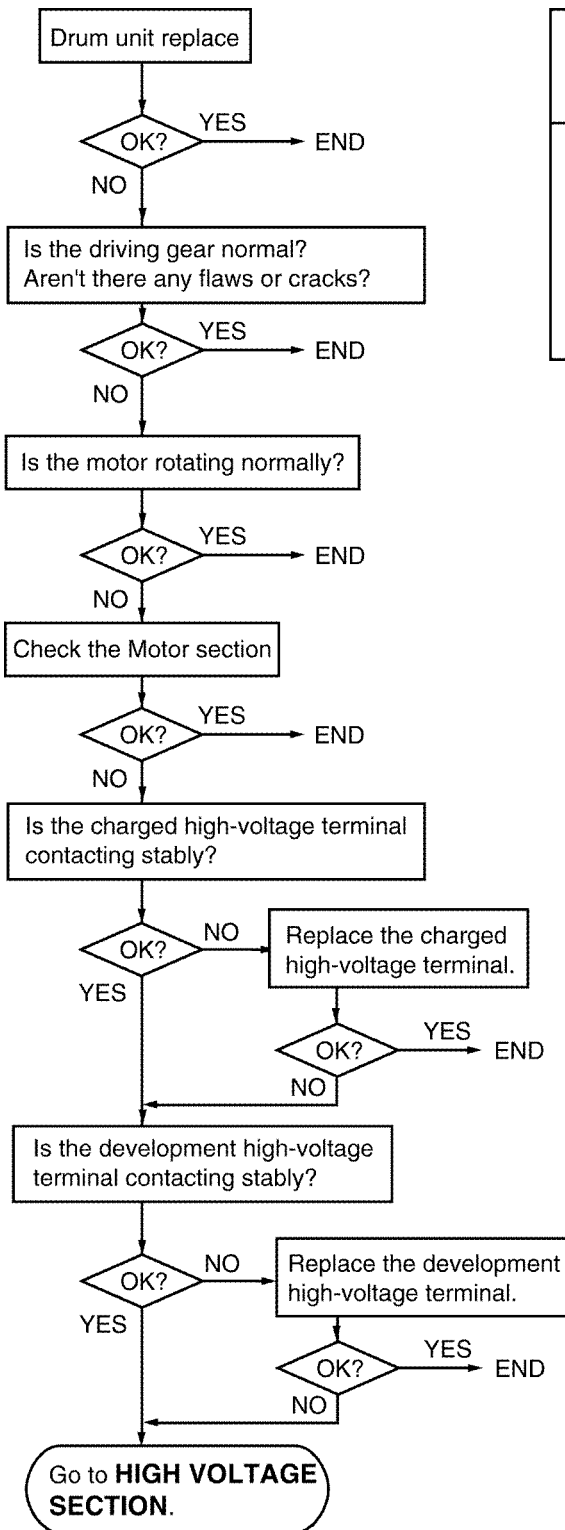 Drum unit replace
OK?
YES
END
NO
Is the driving gear normal?
Aren't there any flaws or cracks?
OK?
YES
END
NO
Is the motor rotating normally?
OK?
YES
END
NO
Check the Motor section
OK?
YES
END
NO
Is the charged high-voltage terminal
contacting stably?
OK?
NO
YES
Replace the charged
high-voltage terminal.
OK?
YES
END
NO
Is the development high-voltage
terminal contacting stably?
OK?
NO
YES
Replace the development
high-voltage terminal.
OK?
YES
END
NO
Go to HIGH VOLTAGE
SECTION.